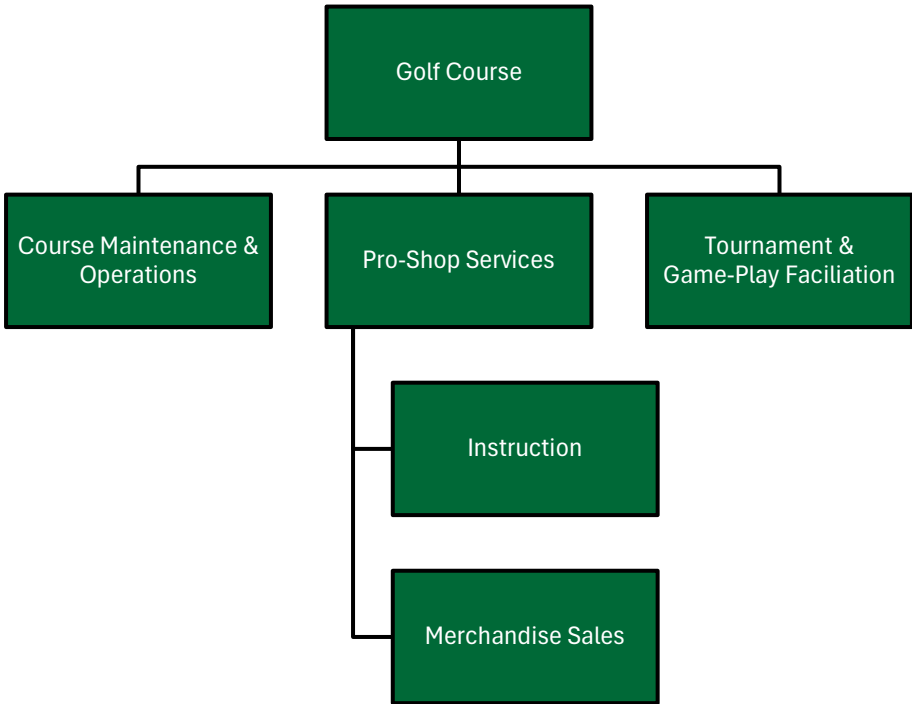 Golf Course
Course Maintenance &
Operations
Pro-Shop Services
Tournament &
Game-Play Faciliation
Instruction
Merchandise Sales